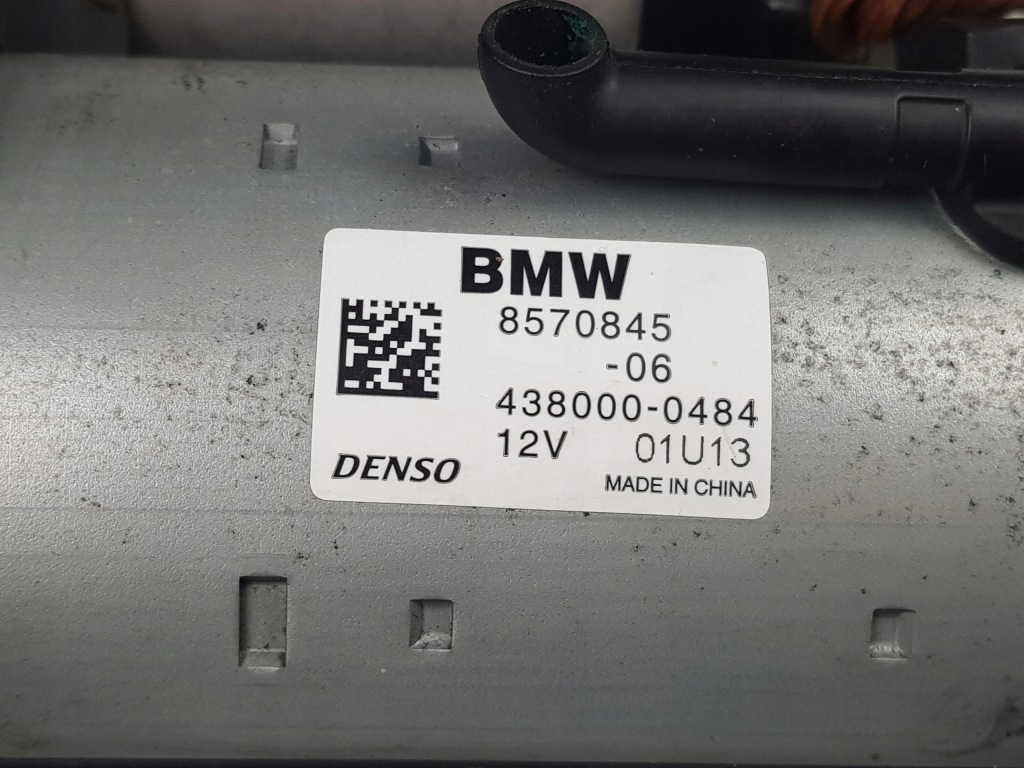 BMW
8570845
-06
438000-0484
12V 01U13
DENSO
MADE IN CHINA